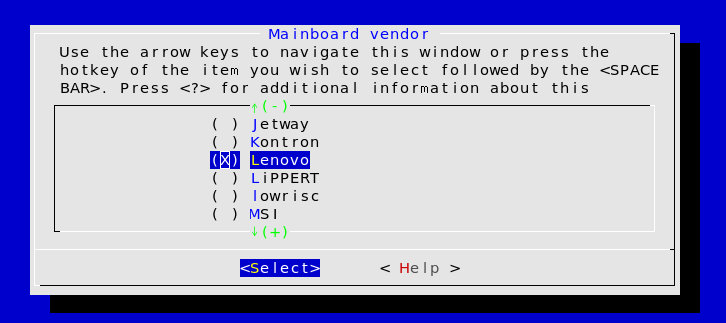 Mainboard vendor
Use the arrow keys to navigate this window or press the
hotkey of the item you wish to select followed by the <SPACE
BAR>. Press <?> for additional information about this
↑(-)
( ) Jetway
( ) Kontron
(X) Lenovo
( ) LiPPERT
( ) lowrisc
( ) MSI
↓(+)
<Select> < Help >